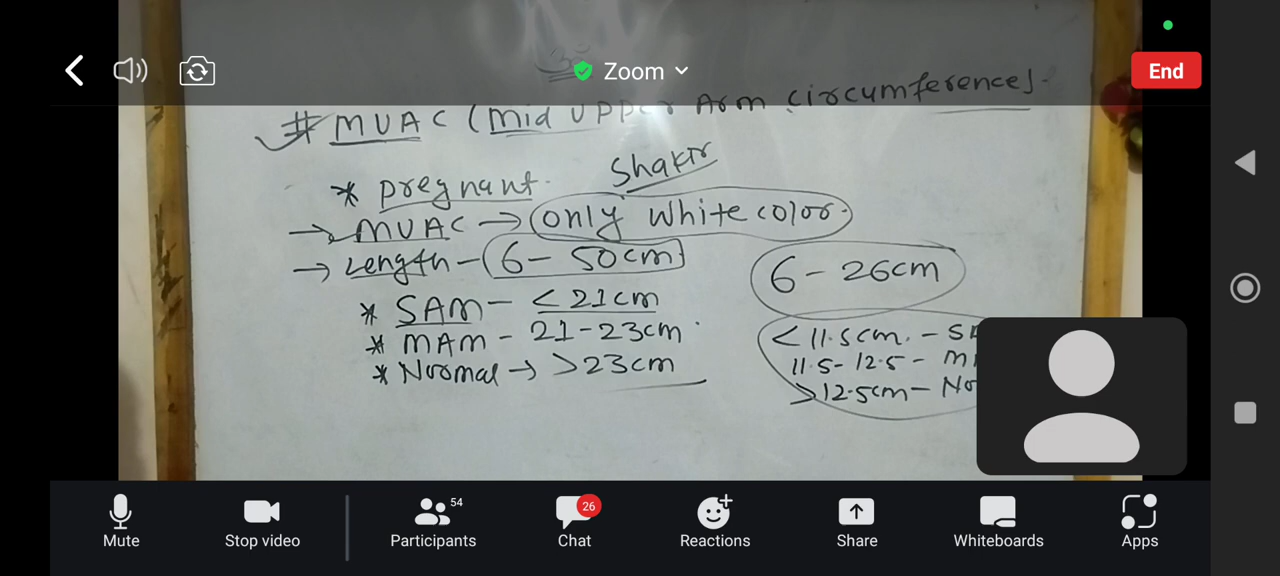 Zoom
End
# MUAC (Mid UPPer Arm circumference)
Shakir
* pregnant
→ MUAC → only white color
→ Length - 6 - 50cm
6 - 26cm
* SAM - < 21cm
* MAM - 21-23cm
* Normal → >23cm
< 11.5cm. - S
11.5 - 12.5 - M
> 12.5cm - No
54
26
Mute
Stop video
Participants
Chat
Reactions
Share
Whiteboards
Apps